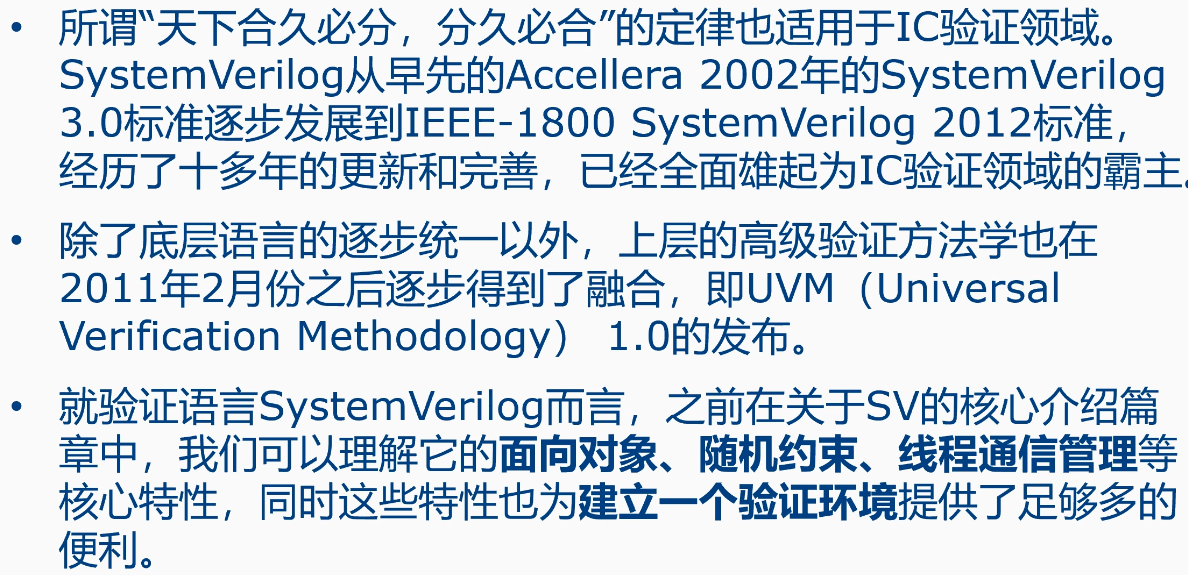 • 所谓“天下合久必分，分久必合”的定律也适用于IC验证领域。
SystemVerilog从早先的Accellera 2002年的SystemVerilog
3.0标准逐步发展到IEEE-1800 SystemVerilog 2012标准，
经历了十多年的更新和完善，已经全面雄起为IC验证领域的霸主。
• 除了底层语言的逐步统一以外，上层的高级验证方法学也在
2011年2月份之后逐步得到了融合，即UVM（Universal
Verification Methodology） 1.0的发布。
• 就验证语言SystemVerilog而言，之前在关于SV的核心介绍篇
章中，我们可以理解它的面向对象、随机约束、线程通信管理等
核心特性，同时这些特性也为建立一个验证环境提供了足够多的
便利。